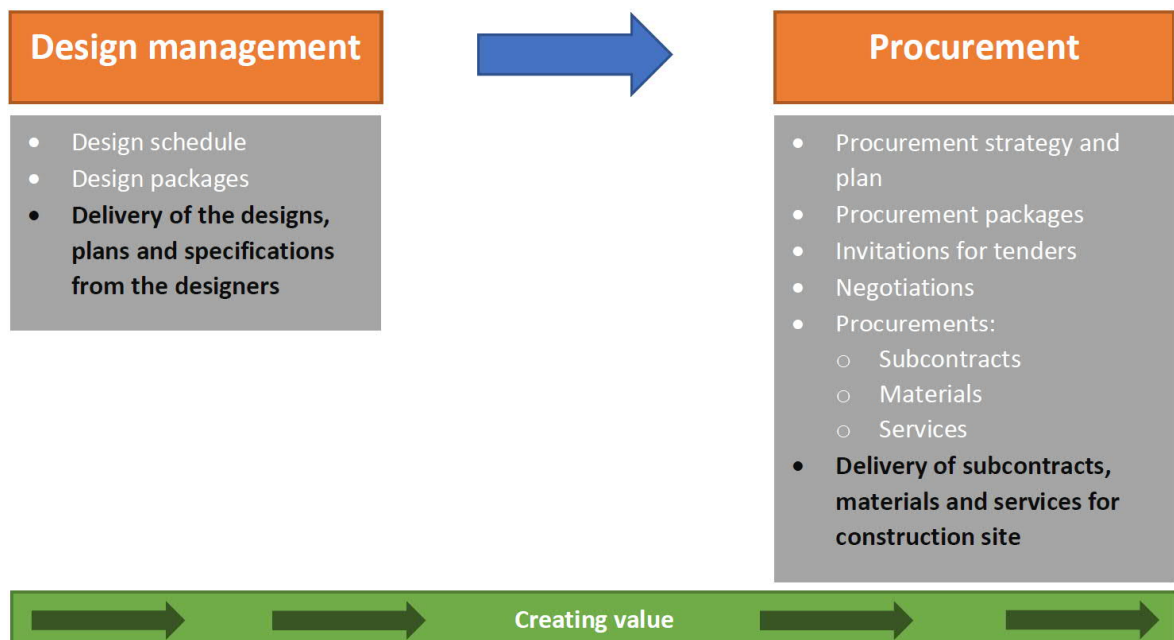 Design management
• Design schedule
• Design packages
• Delivery of the designs,
plans and specifications
from the designers
Procurement
• Procurement strategy and
plan
• Procurement packages
• Invitations for tenders
• Negotiations
• Procurements:
o Subcontracts
o Materials
o Services
• Delivery of subcontracts,
materials and services for
construction site
Creating value